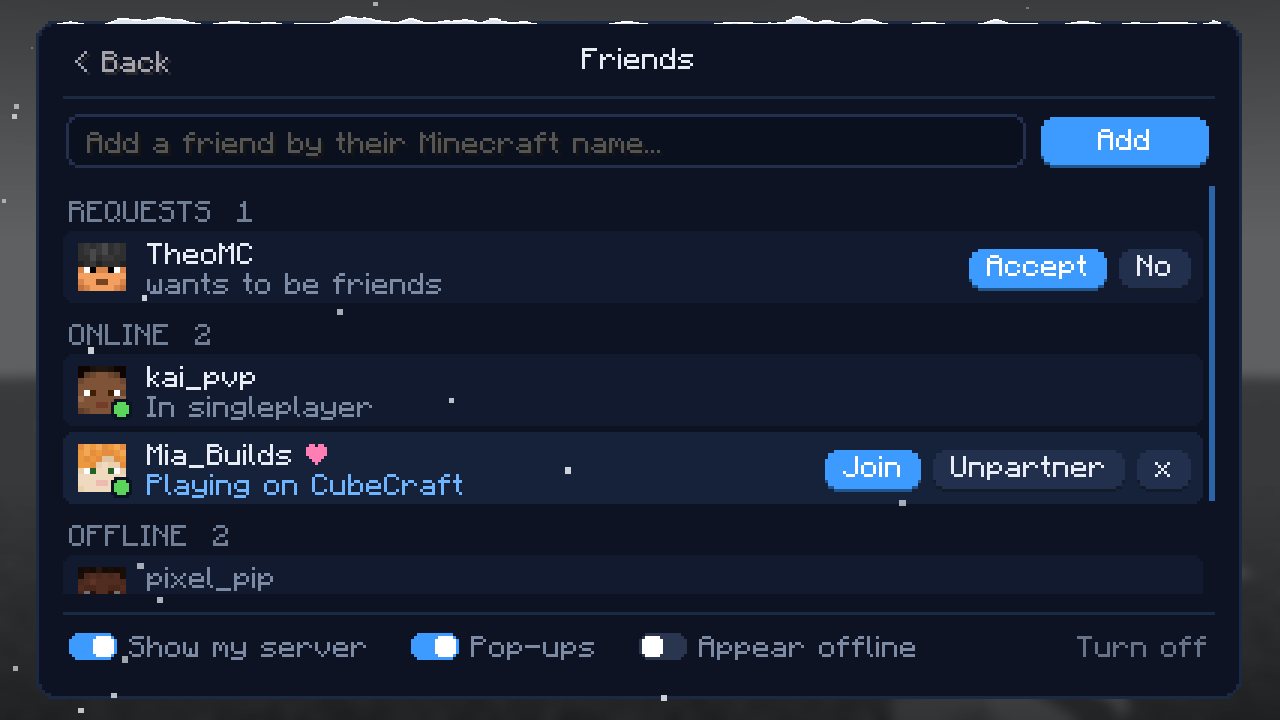 < Back
Friends
Add a friend by their Minecraft name...
Add
REQUESTS 1
TheoMC
wants to be friends
Accept
No
ONLINE 2
kai_pvp
In singleplayer
Mia_Builds
Playing on CubeCraft
Join
Unpartner
x
OFFLINE 2
pixel_pip
Show my server
Pop-ups
Appear offline
Turn off